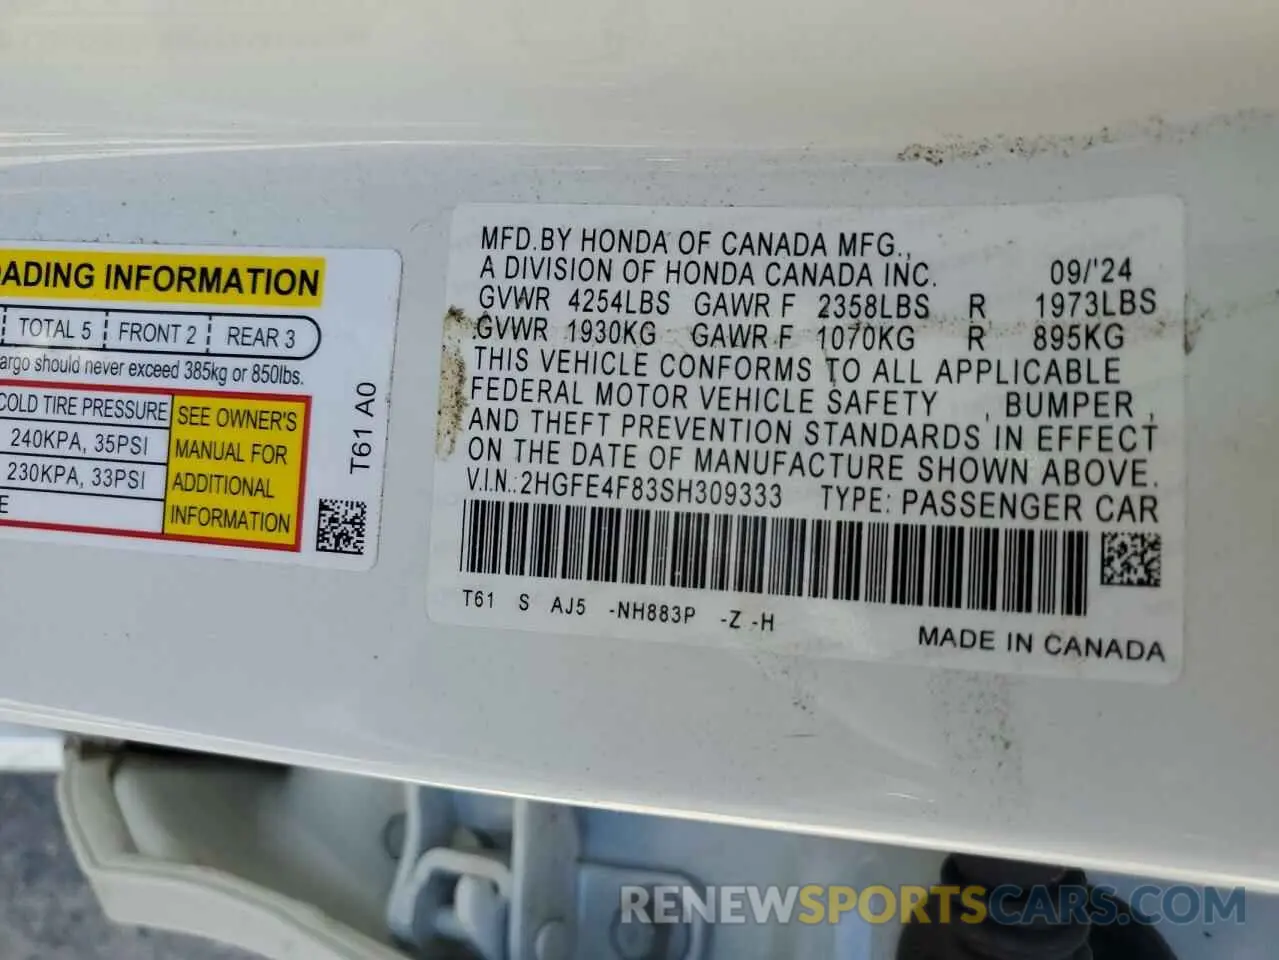 OADING INFORMATION
TOTAL 5 FRONT 2 REAR 3
argo should never exceed 385kg or 850lbs.
COLD TIRE PRESSURE
240KPA, 35PSI
230KPA, 33PSI
E
SEE OWNER'S
MANUAL FOR
ADDITIONAL
INFORMATION
T61 A0
MFD.BY HONDA OF CANADA MFG.,
A DIVISION OF HONDA CANADA INC. 09/'24
GVWR 4254LBS GAWR F 2358LBS R 1973LBS
GVWR 1930KG GAWR F 1070KG R 895KG
THIS VEHICLE CONFORMS TO ALL APPLICABLE
FEDERAL MOTOR VEHICLE SAFETY , BUMPER ,
AND THEFT PREVENTION STANDARDS IN EFFECT
ON THE DATE OF MANUFACTURE SHOWN ABOVE.
V.I.N.:2HGFE4F83SH309333 TYPE: PASSENGER CAR
T61 S AJ5 -NH883P -Z -H
MADE IN CANADA
RENEWSPORTSCARS.COM